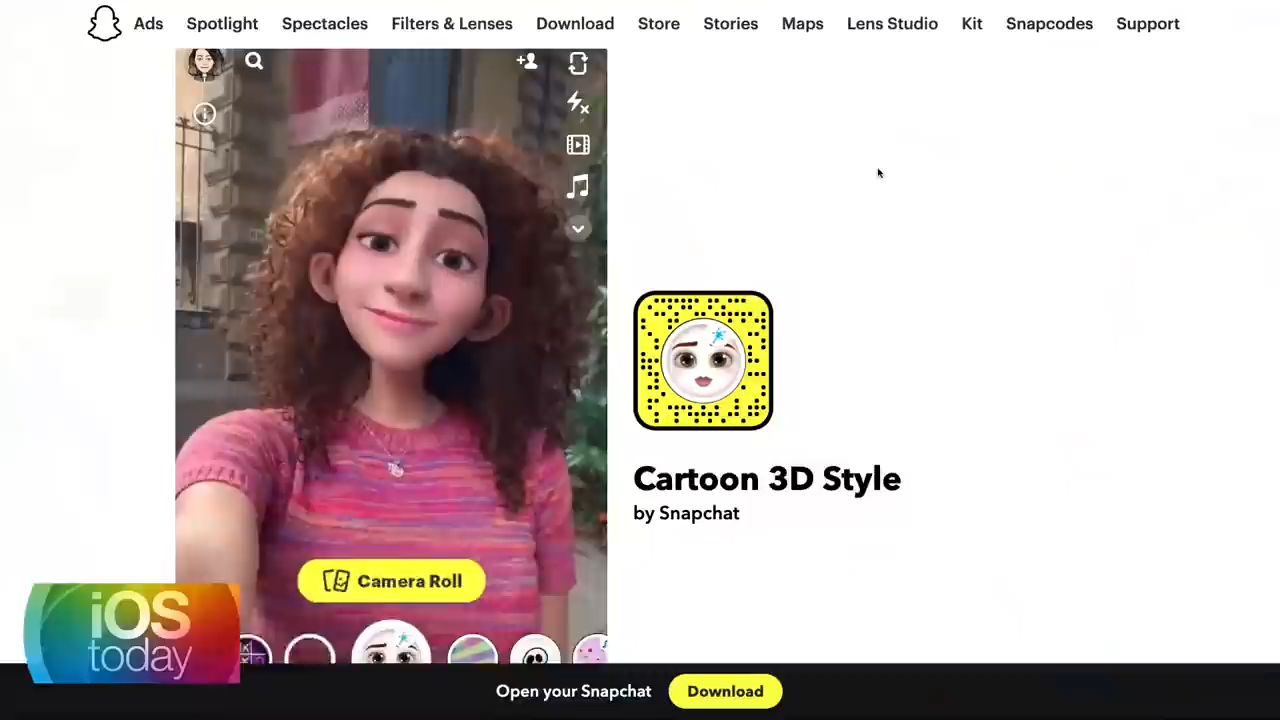 Ads Spotlight Spectacles Filters & Lenses Download Store Stories Maps Lens Studio Kit Snapcodes Support
Cartoon 3D Style
by Snapchat
Camera Roll
iOS
today
Open your Snapchat Download